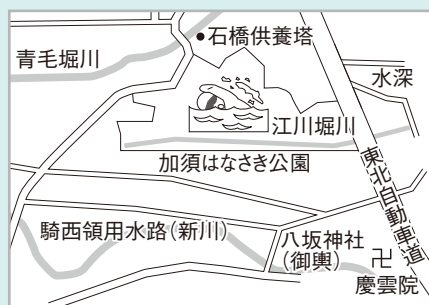 石橋供養塔
青毛堀川
水深
江川堀川
加須はなさき公園
東北自動車道
騎西領用水路（新川）
八坂神社
（御輿）
慶雲院